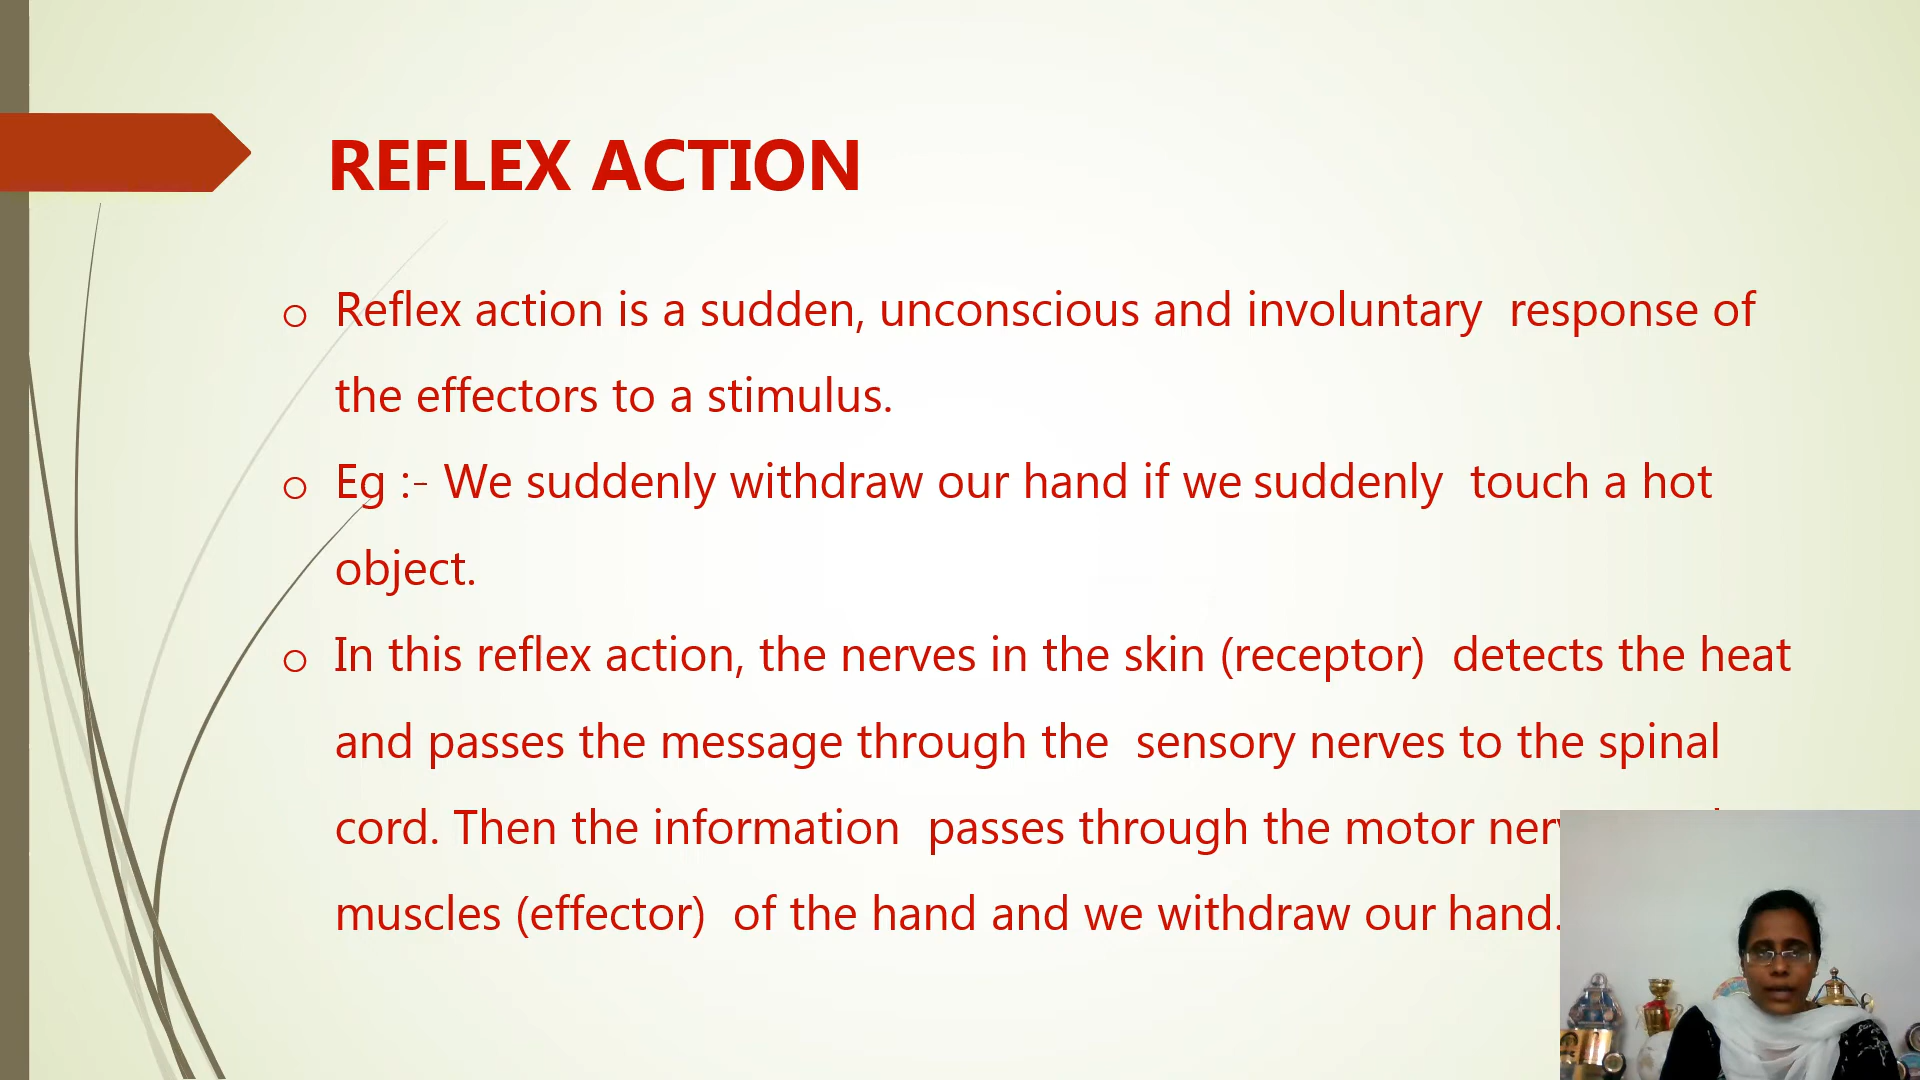 REFLEX ACTION
o Reflex action is a sudden, unconscious and involuntary response of
the effectors to a stimulus.
o Eg :- We suddenly withdraw our hand if we suddenly touch a hot
object.
o In this reflex action, the nerves in the skin (receptor) detects the heat
and passes the message through the sensory nerves to the spinal
cord. Then the information passes through the motor
muscles (effector) of the hand and we withdraw our hand.